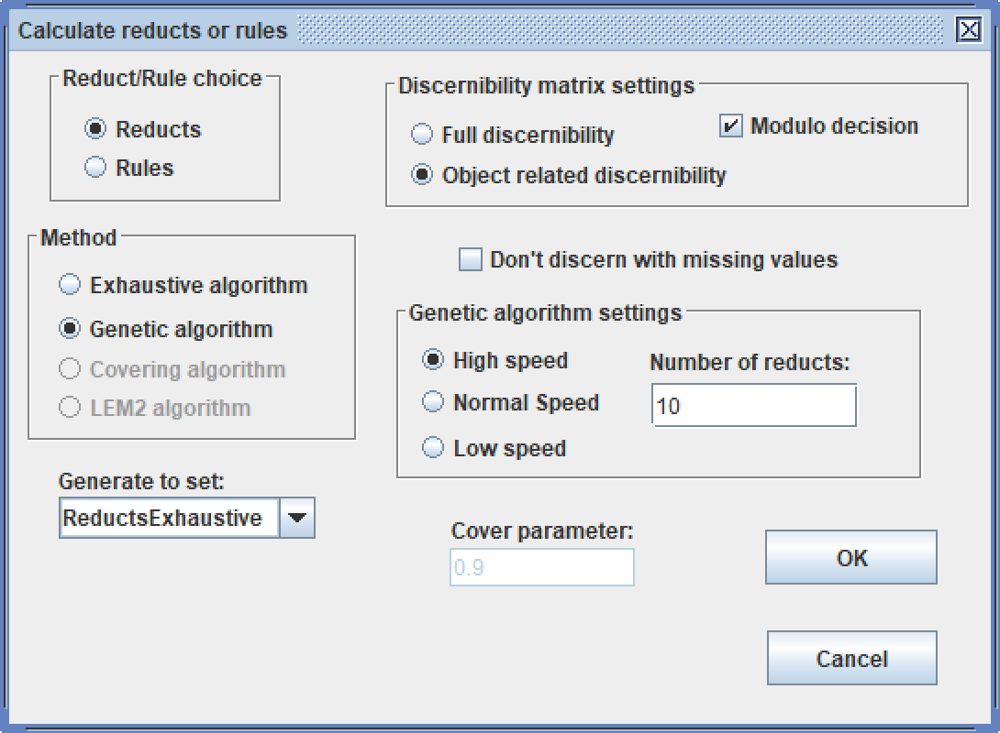 Calculate reducts or rules
Reduct/Rule choice
Reducts
Rules
Discernibility matrix settings
Full discernibility
Modulo decision
Object related discernibility
Method
Exhaustive algorithm
Genetic algorithm
Covering algorithm
LEM2 algorithm
Don't discern with missing values
Genetic algorithm settings
High speed
Normal Speed
Low speed
Number of reducts:
10
Generate to set:
ReductsExhaustive
Cover parameter:
0.9
OK
Cancel